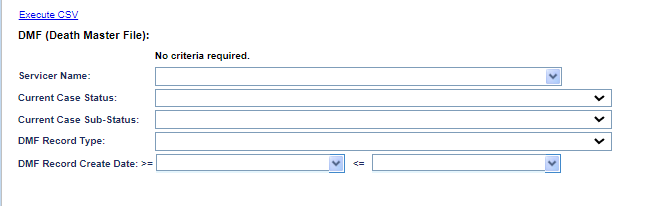 Execute CSV
DMF (Death Master File):
No criteria required.
Servicer Name:
Current Case Status:
Current Case Sub-Status:
DMF Record Type:
DMF Record Create Date: >= <=